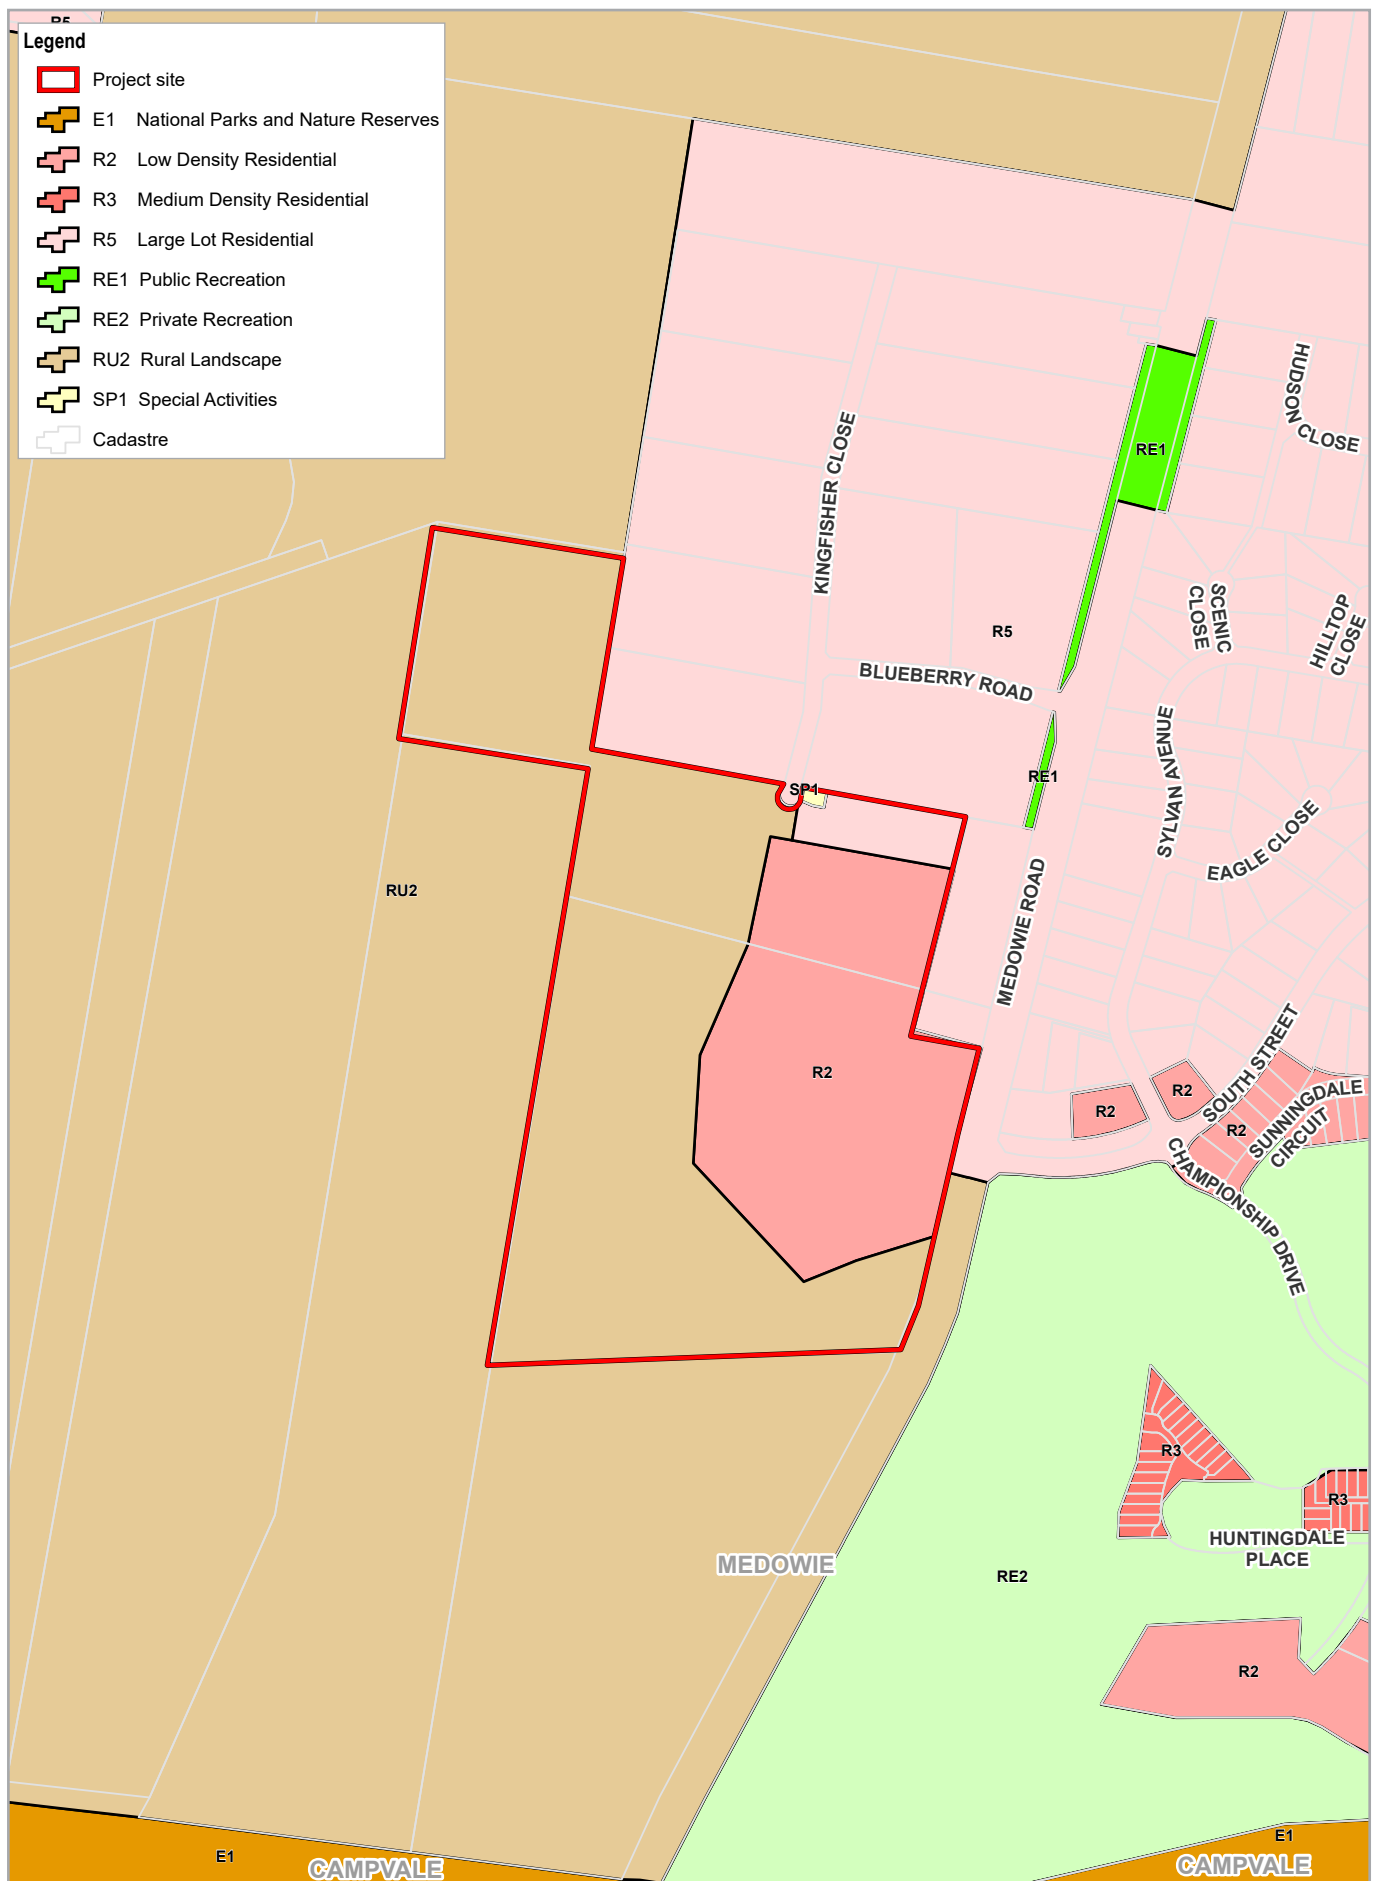 R5
Legend
Project site
E1 National Parks and Nature Reserves
R2 Low Density Residential
R3 Medium Density Residential
R5 Large Lot Residential
RE1 Public Recreation
RE2 Private Recreation
RU2 Rural Landscape
SP1 Special Activities
Cadastre
HUDSON CLOSE
RE1
KINGFISHER CLOSE
SCENIC
CLOSE
HILLTOP
CLOSE
R5
BLUEBERRY ROAD
SYLVAN AVENUE
RE1
SP1
EAGLE CLOSE
RU2
MEDOWIE ROAD
R2
R2
R2
SOUTH STREET
R2
SUNNINGDALE
CIRCUIT
CHAMPIONSHIP DRIVE
R3
R3
HUNTINGDALE
PLACE
MEDOWIE
RE2
R2
E1
E1
CAMPVALE
CAMPVALE